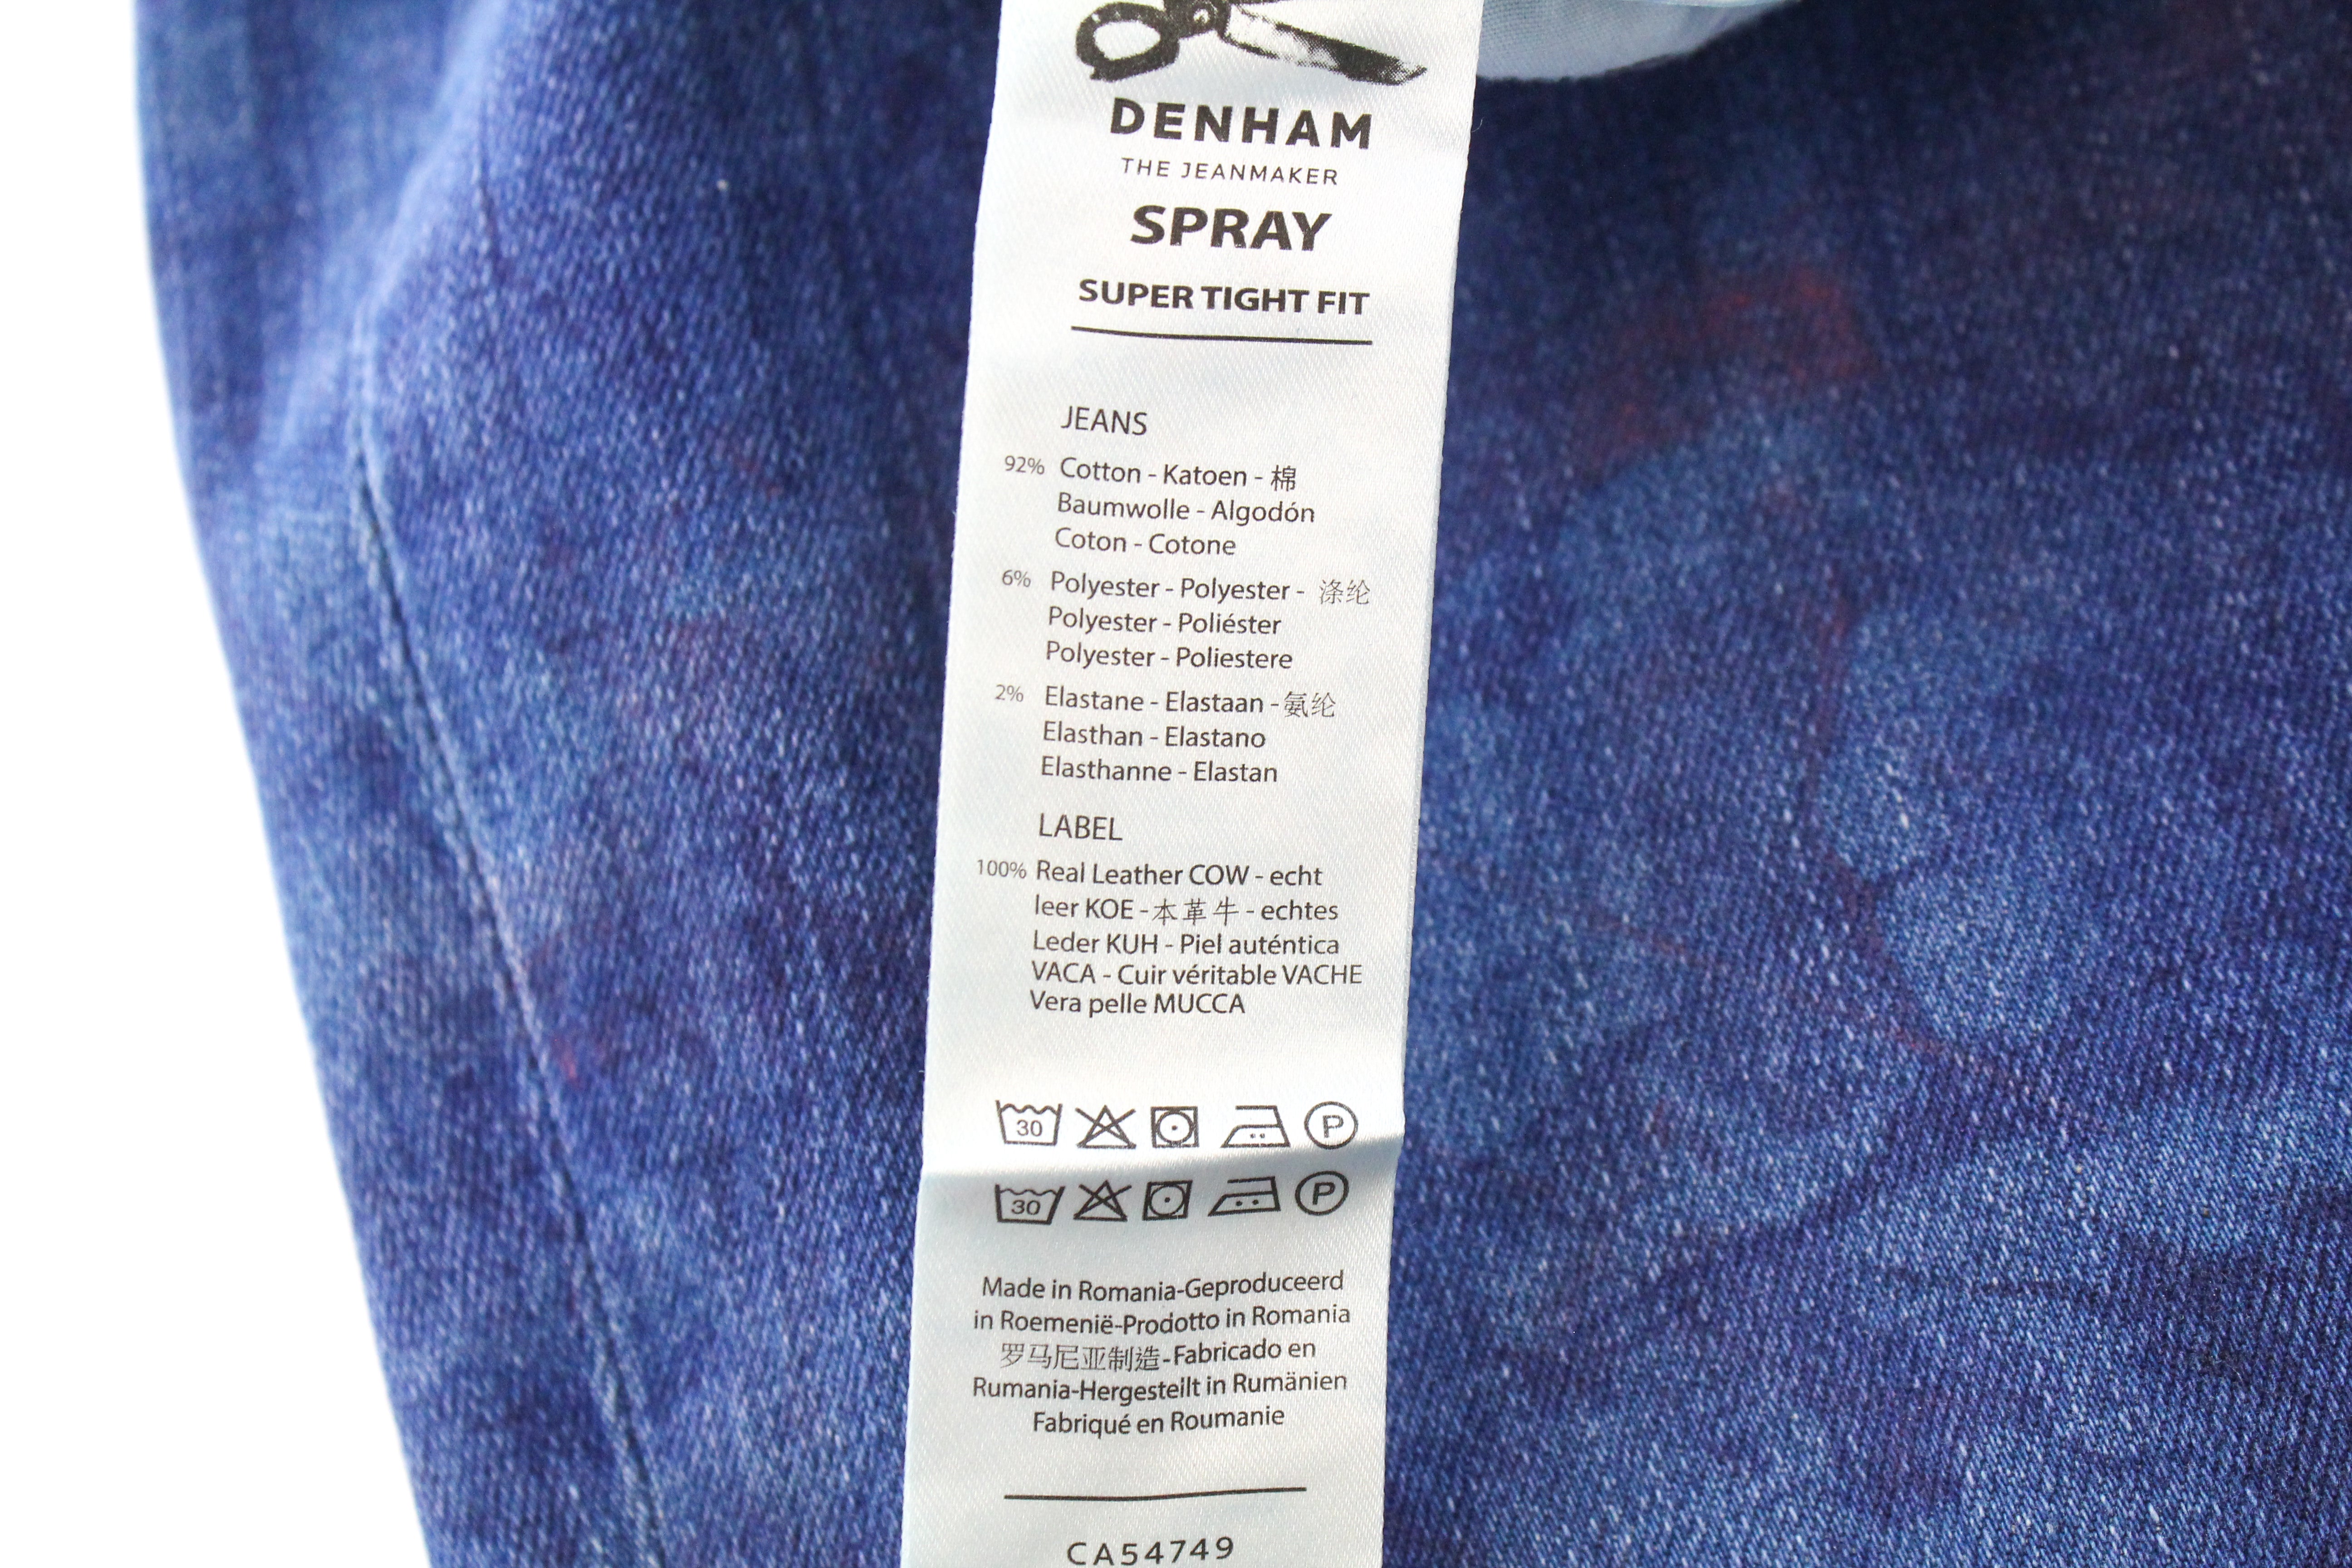 DENHAM
THE JEANMAKER
SPRAY
SUPER TIGHT FIT
JEANS
92% Cotton - Katoen - 棉
Baumwolle - Algodón
Coton - Cotone
6% Polyester - Polyester - 涤纶
Polyester - Poliéster
Polyester - Poliestere
2% Elastane - Elastaan - 氨纶
Elasthan - Elastano
Elasthanne - Elastan
LABEL
100% Real Leather COW - echt
leer KOE - 本革牛 - echtes
Leder KUH - Piel auténtica
VACA - Cuir véritable VACHE
Vera pelle MUCCA
30 P
30 P
Made in Romania-Geproduceerd
in Roemenië-Prodotto in Romania
罗马尼亚制造-Fabricado en
Rumania-Hergesteilt in Rumänien
Fabriqué en Roumanie
CA54749